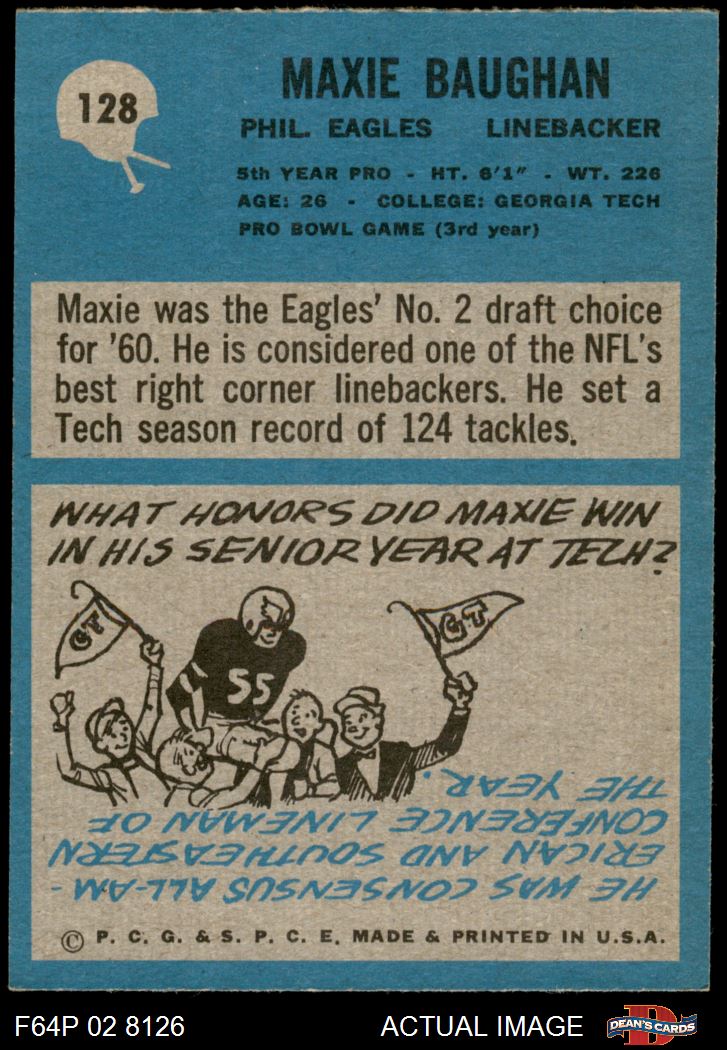 128
MAXIE BAUGHAN
PHIL. EAGLES LINEBACKER
5th YEAR PRO - HT. 6'1" - WT. 226
AGE: 26 - COLLEGE: GEORGIA TECH
PRO BOWL GAME (3rd year)
Maxie was the Eagles' No. 2 draft choice
for '60. He is considered one of the NFL's
best right corner linebackers. He set a
Tech season record of 124 tackles.
WHAT HONORS DID MAXIE WIN
IN HIS SENIOR YEAR AT TECH?
GT
GT
55
HE WAS CONSENSUS ALL-AM-
ERICAN AND SOUTHEASTERN
CONFERENCE LINEMAN OF
THE YEAR.
© P. C. G. & S. P. C. E. MADE & PRINTED IN U.S.A.
F64P 02 8126 ACTUAL IMAGE
D
DEAN'S CARDS